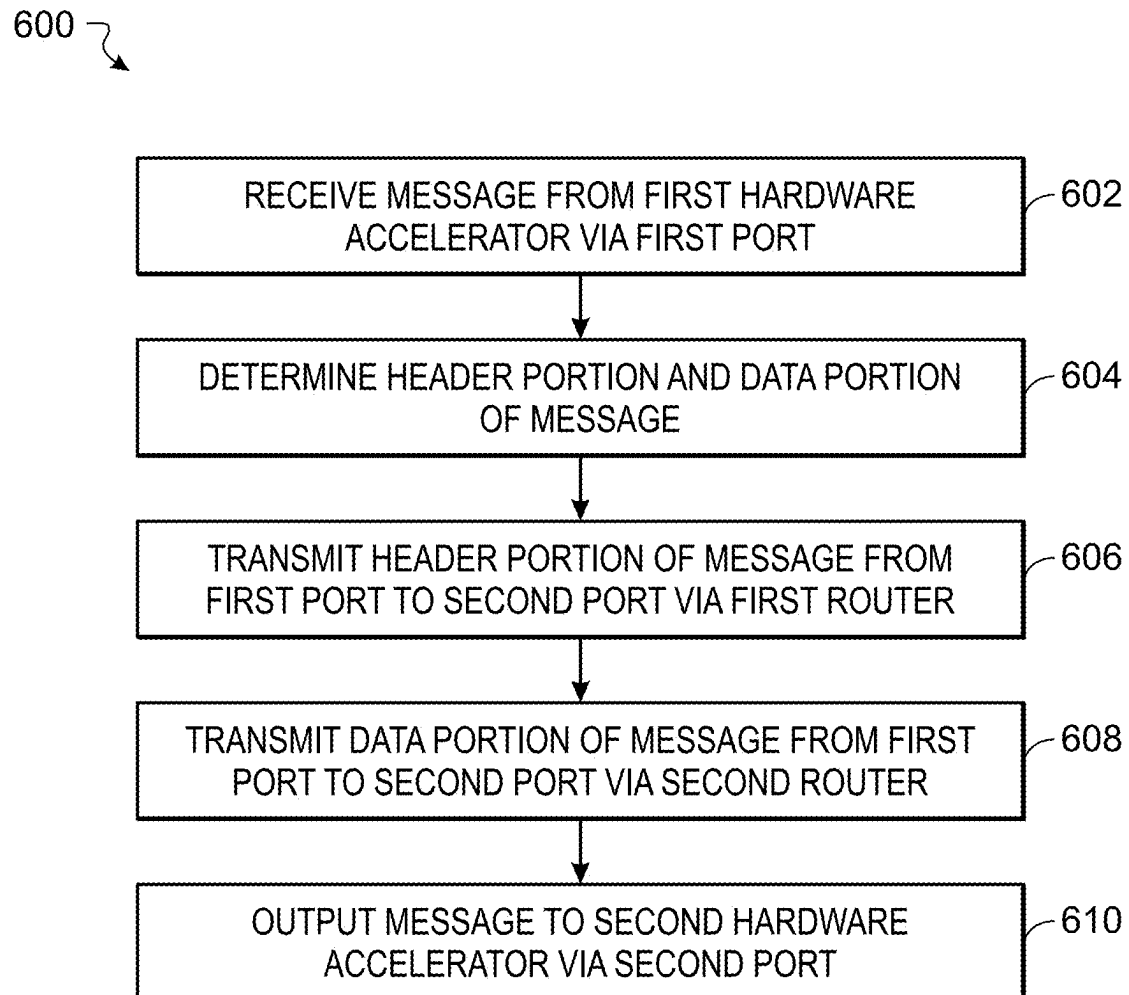 600
RECEIVE MESSAGE FROM FIRST HARDWARE
ACCELERATOR VIA FIRST PORT
602
DETERMINE HEADER PORTION AND DATA PORTION
OF MESSAGE
604
TRANSMIT HEADER PORTION OF MESSAGE FROM
FIRST PORT TO SECOND PORT VIA FIRST ROUTER
606
TRANSMIT DATA PORTION OF MESSAGE FROM FIRST
PORT TO SECOND PORT VIA SECOND ROUTER
608
OUTPUT MESSAGE TO SECOND HARDWARE
ACCELERATOR VIA SECOND PORT
610